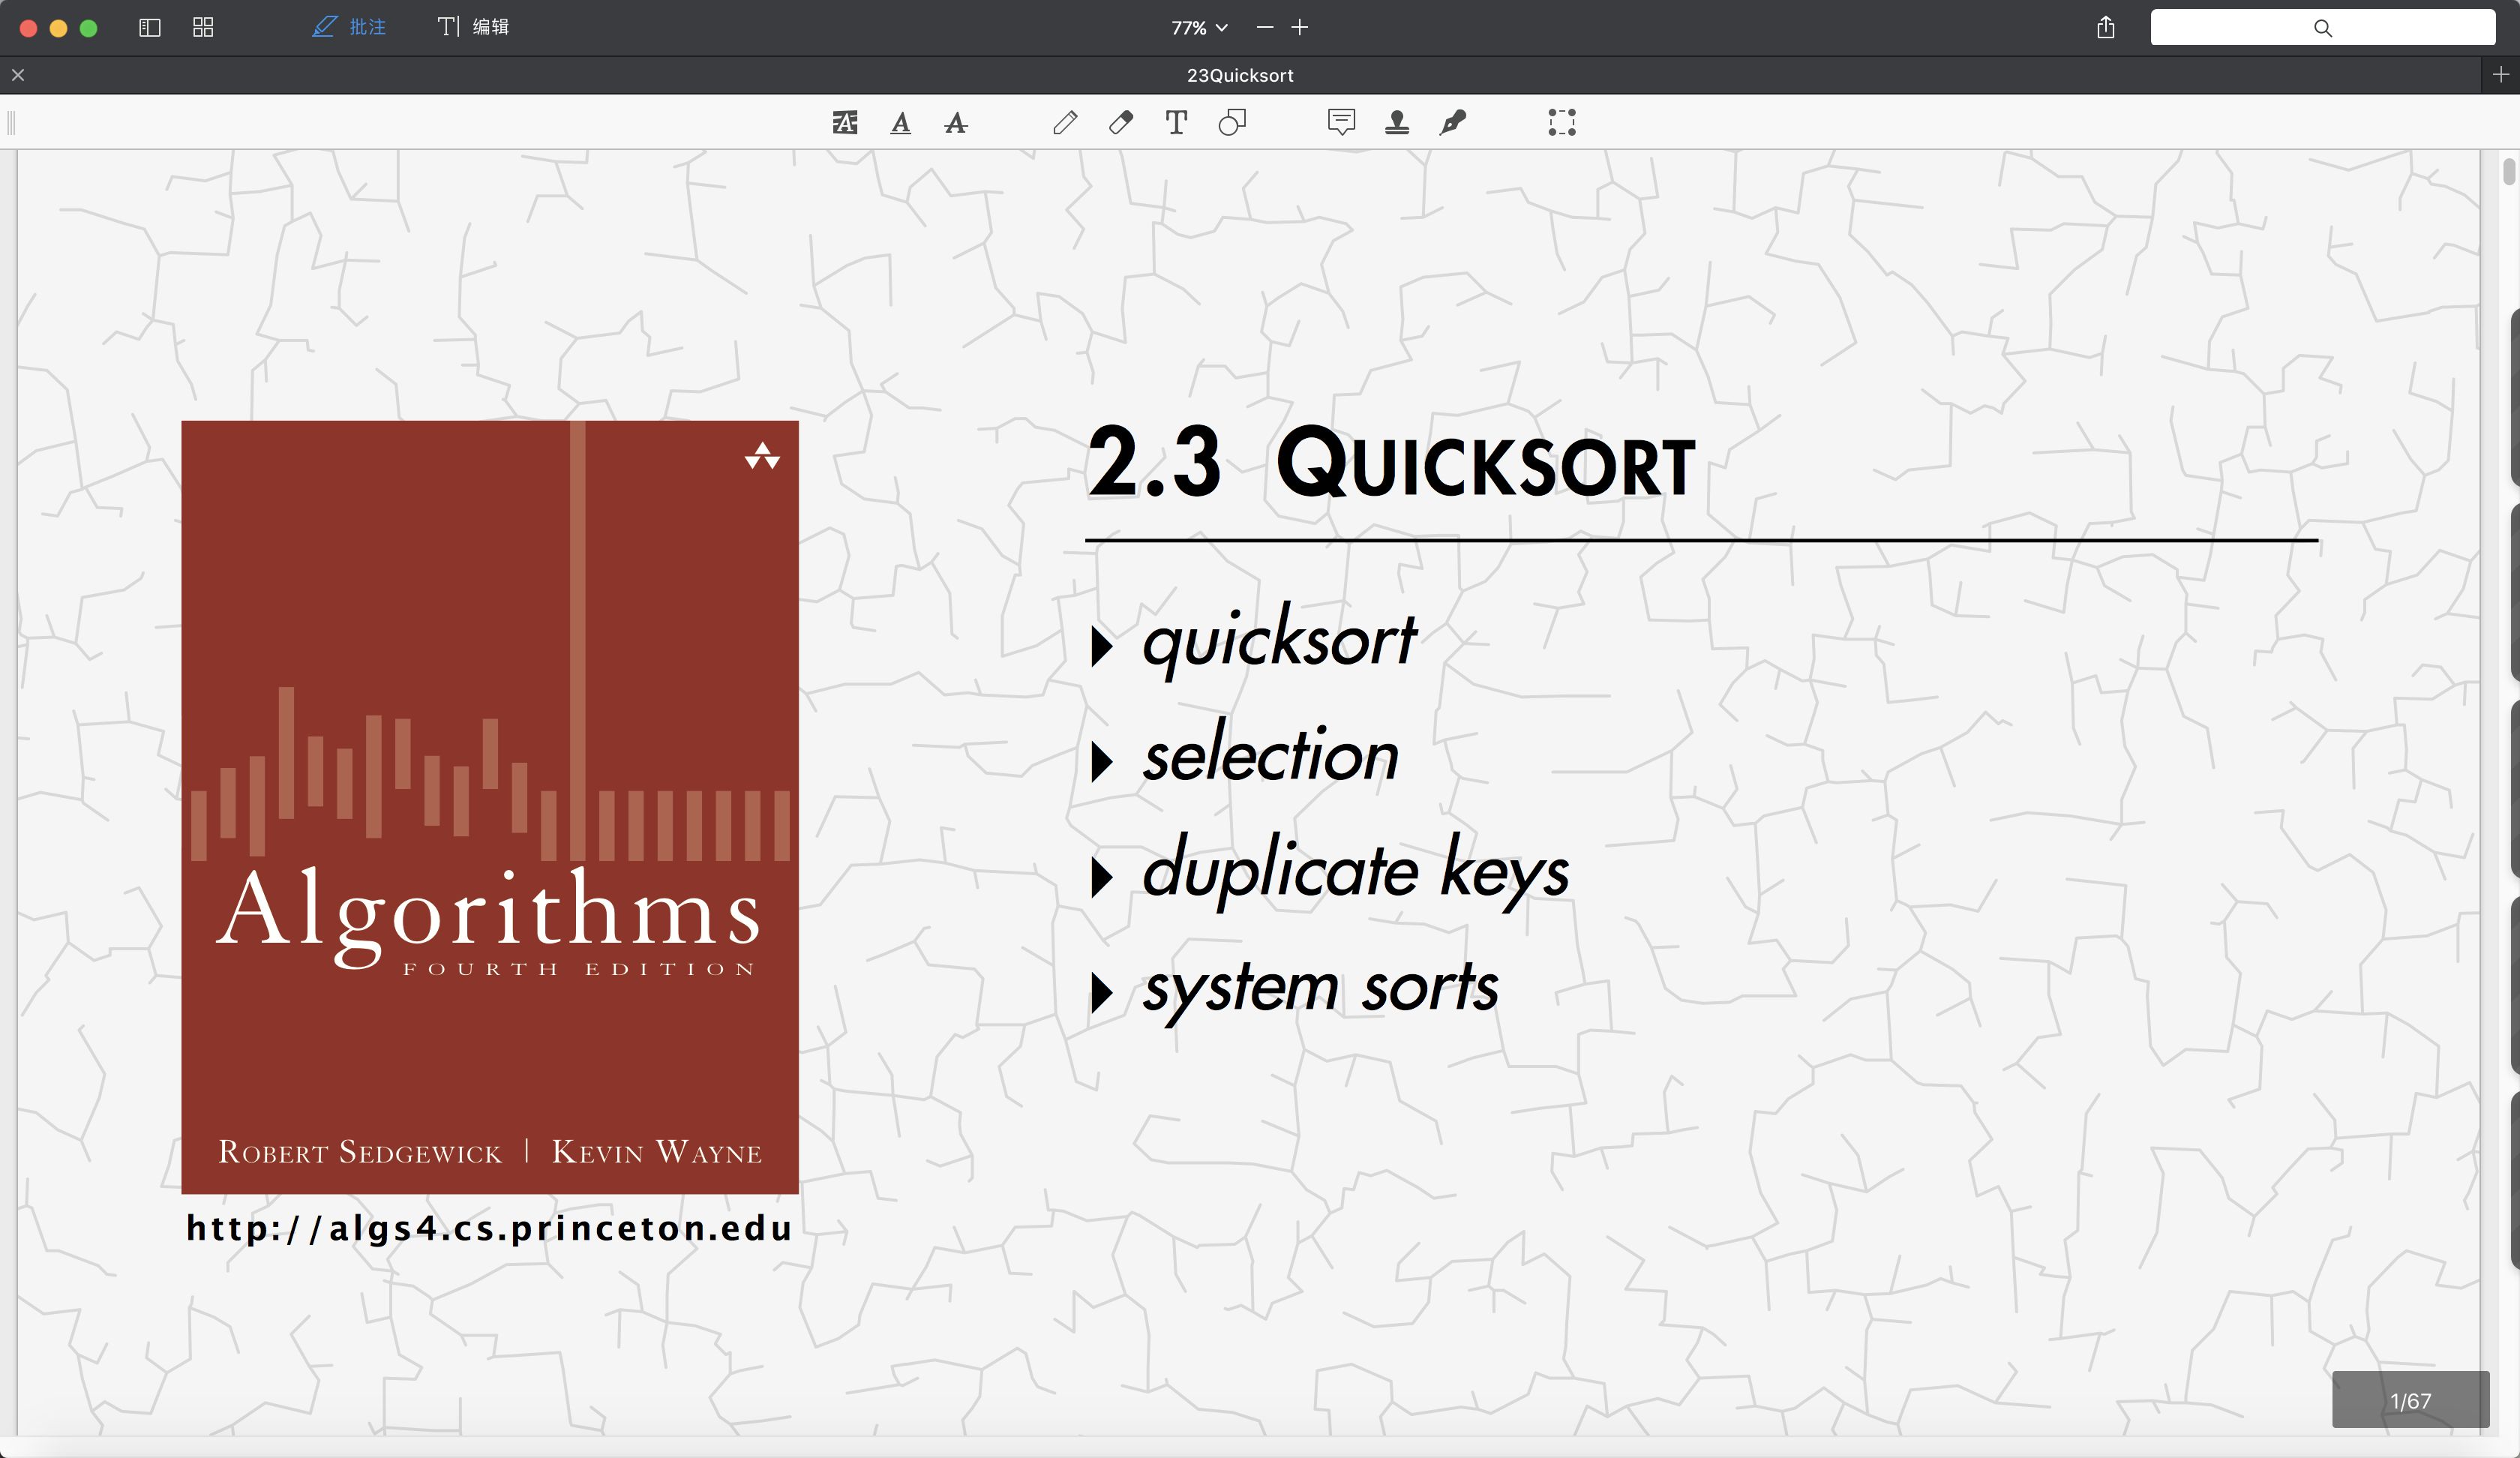 批注
编辑
77%
23Quicksort
2.3 QUICKSORT
quicksort
selection
duplicate keys
system sorts
Algorithms
FOURTH EDITION
ROBERT SEDGEWICK | KEVIN WAYNE
http://algs4.cs.princeton.edu
1/67